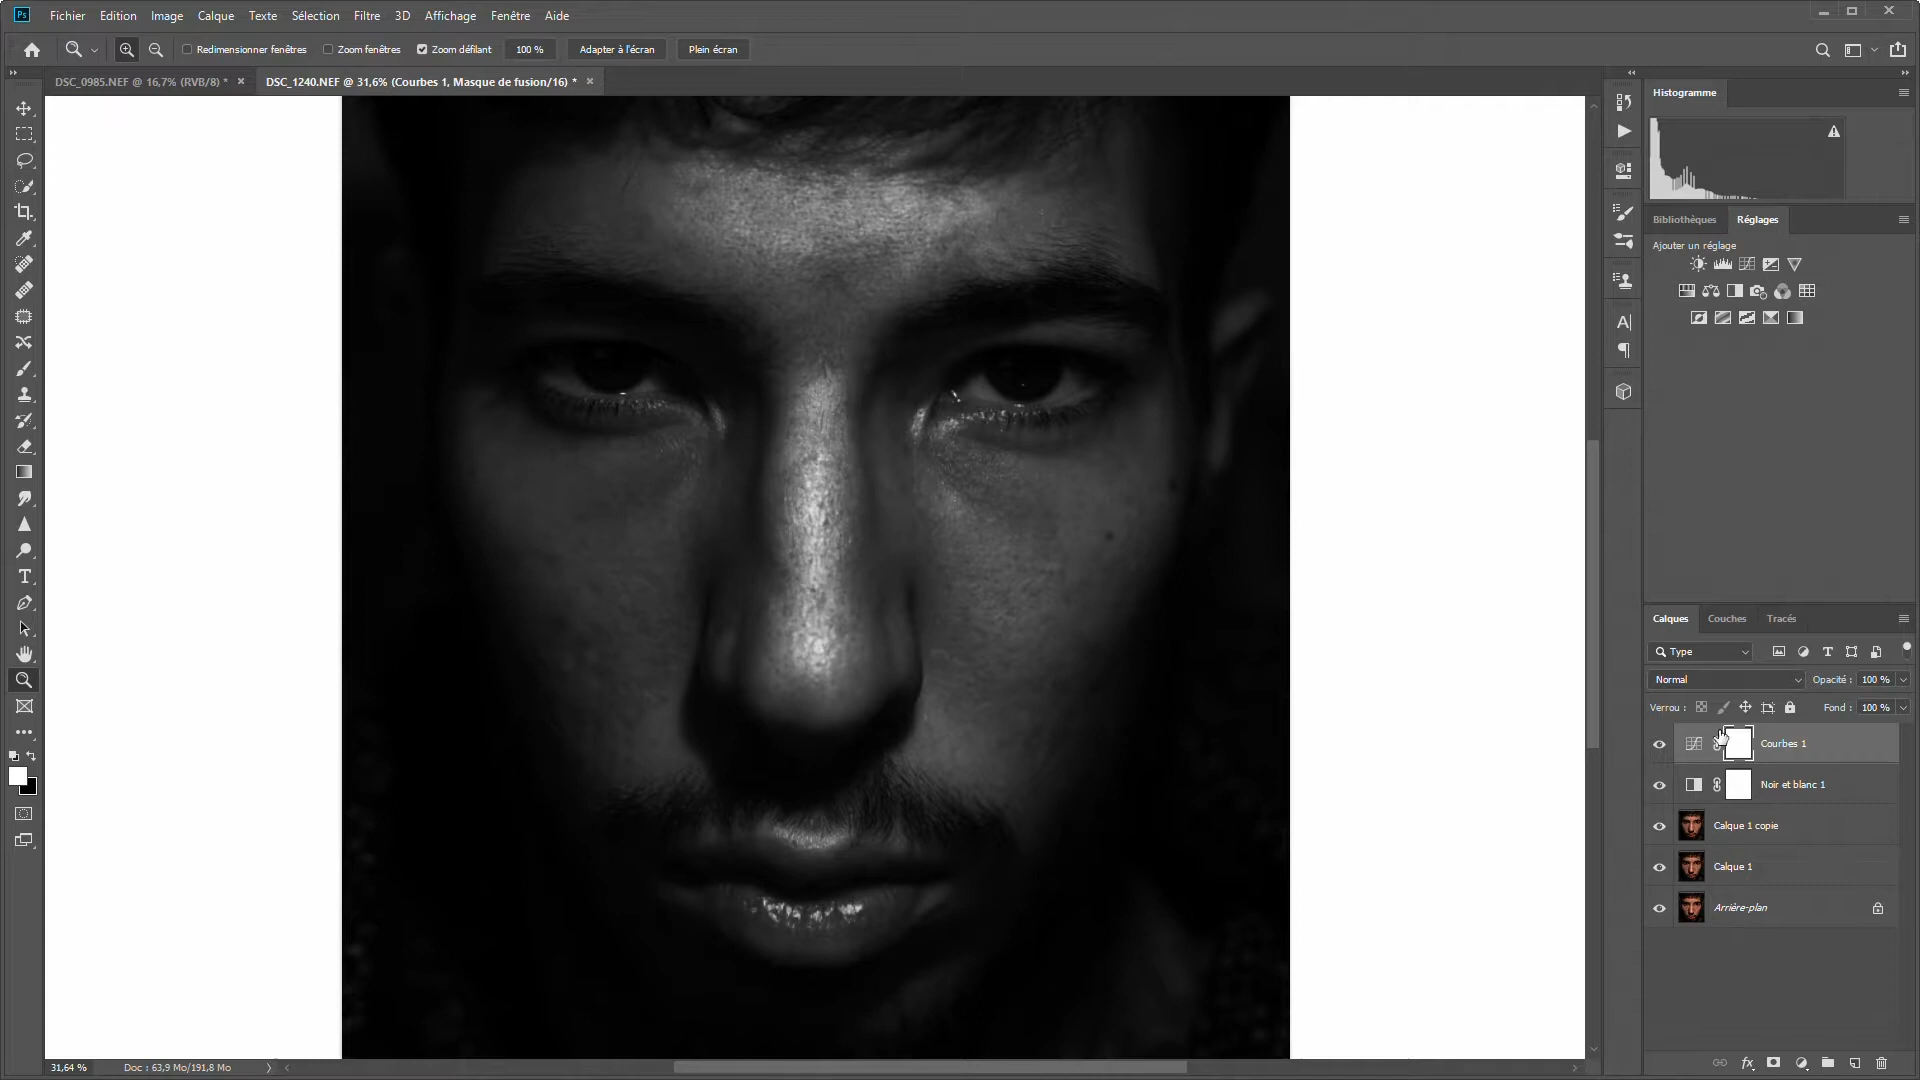 Ps
Fichier Edition Image Calque Texte Sélection Filtre 3D Affichage Fenêtre Aide
Redimensionner fenêtres Zoom fenêtres Zoom défilant 100 % Adapter à l'écran Plein écran
DSC_0985.NEF @ 16,7% (RVB/8) * DSC_1240.NEF @ 31,6% (Courbes 1, Masque de fusion/16) *
Histogramme
Bibliothèques Réglages
Ajouter un réglage
Calques Couches Tracés
Type
Normal Opacité : 100 %
Verrou : Fond : 100 %
Courbes 1
Noir et blanc 1
Calque 1 copie
Calque 1
Arrière-plan
31,64 % Doc : 63,9 Mo/191,8 Mo